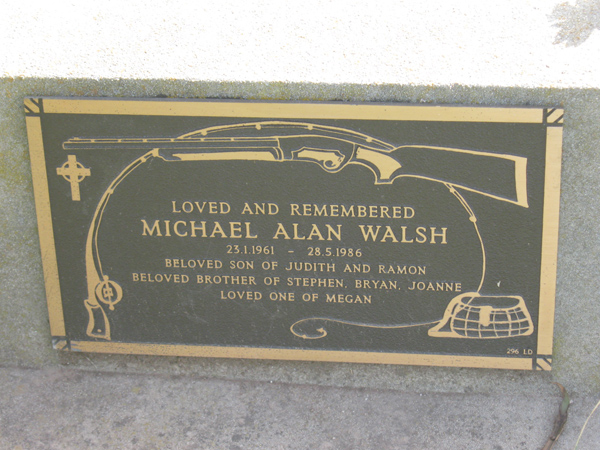 LOVED AND REMEMBERED
MICHAEL ALAN WALSH
23.1.1961 - 28.5.1986
BELOVED SON OF JUDITH AND RAMON
BELOVED BROTHER OF STEPHEN, BRYAN, JOANNE
LOVED ONE OF MEGAN
296 LD